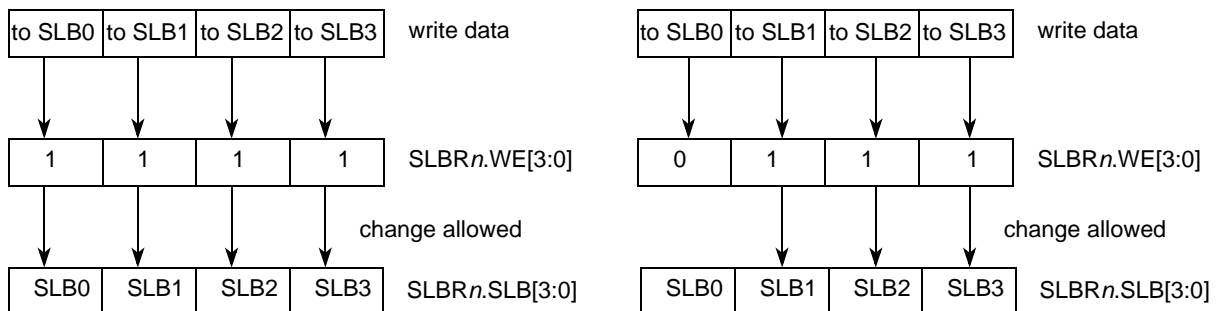 to SLB0 to SLB1 to SLB2 to SLB3 write data
1 1 1 1 SLBRn.WE[3:0]
change allowed
SLB0 SLB1 SLB2 SLB3 SLBRn.SLB[3:0]
to SLB0 to SLB1 to SLB2 to SLB3 write data
0 1 1 1 SLBRn.WE[3:0]
change allowed
SLB0 SLB1 SLB2 SLB3 SLBRn.SLB[3:0]